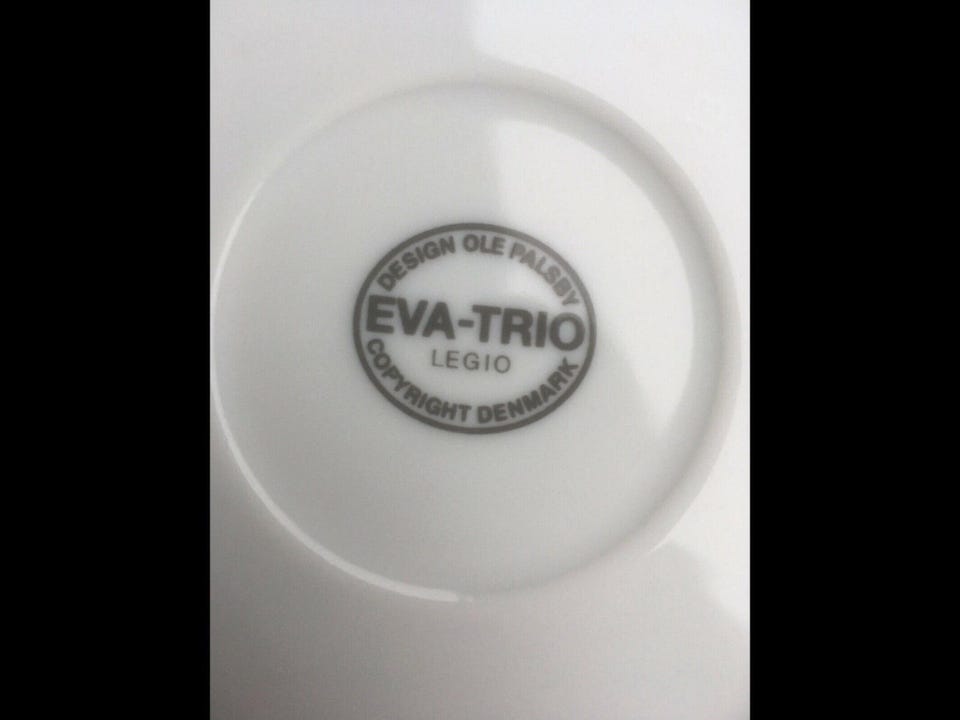 DESIGN OLE PALSBY
EVA-TRIO
LEGIO
COPYRIGHT DENMARK